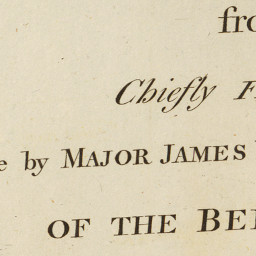 fro
Chiefly F
e by MAJOR JAMES
OF THE BE